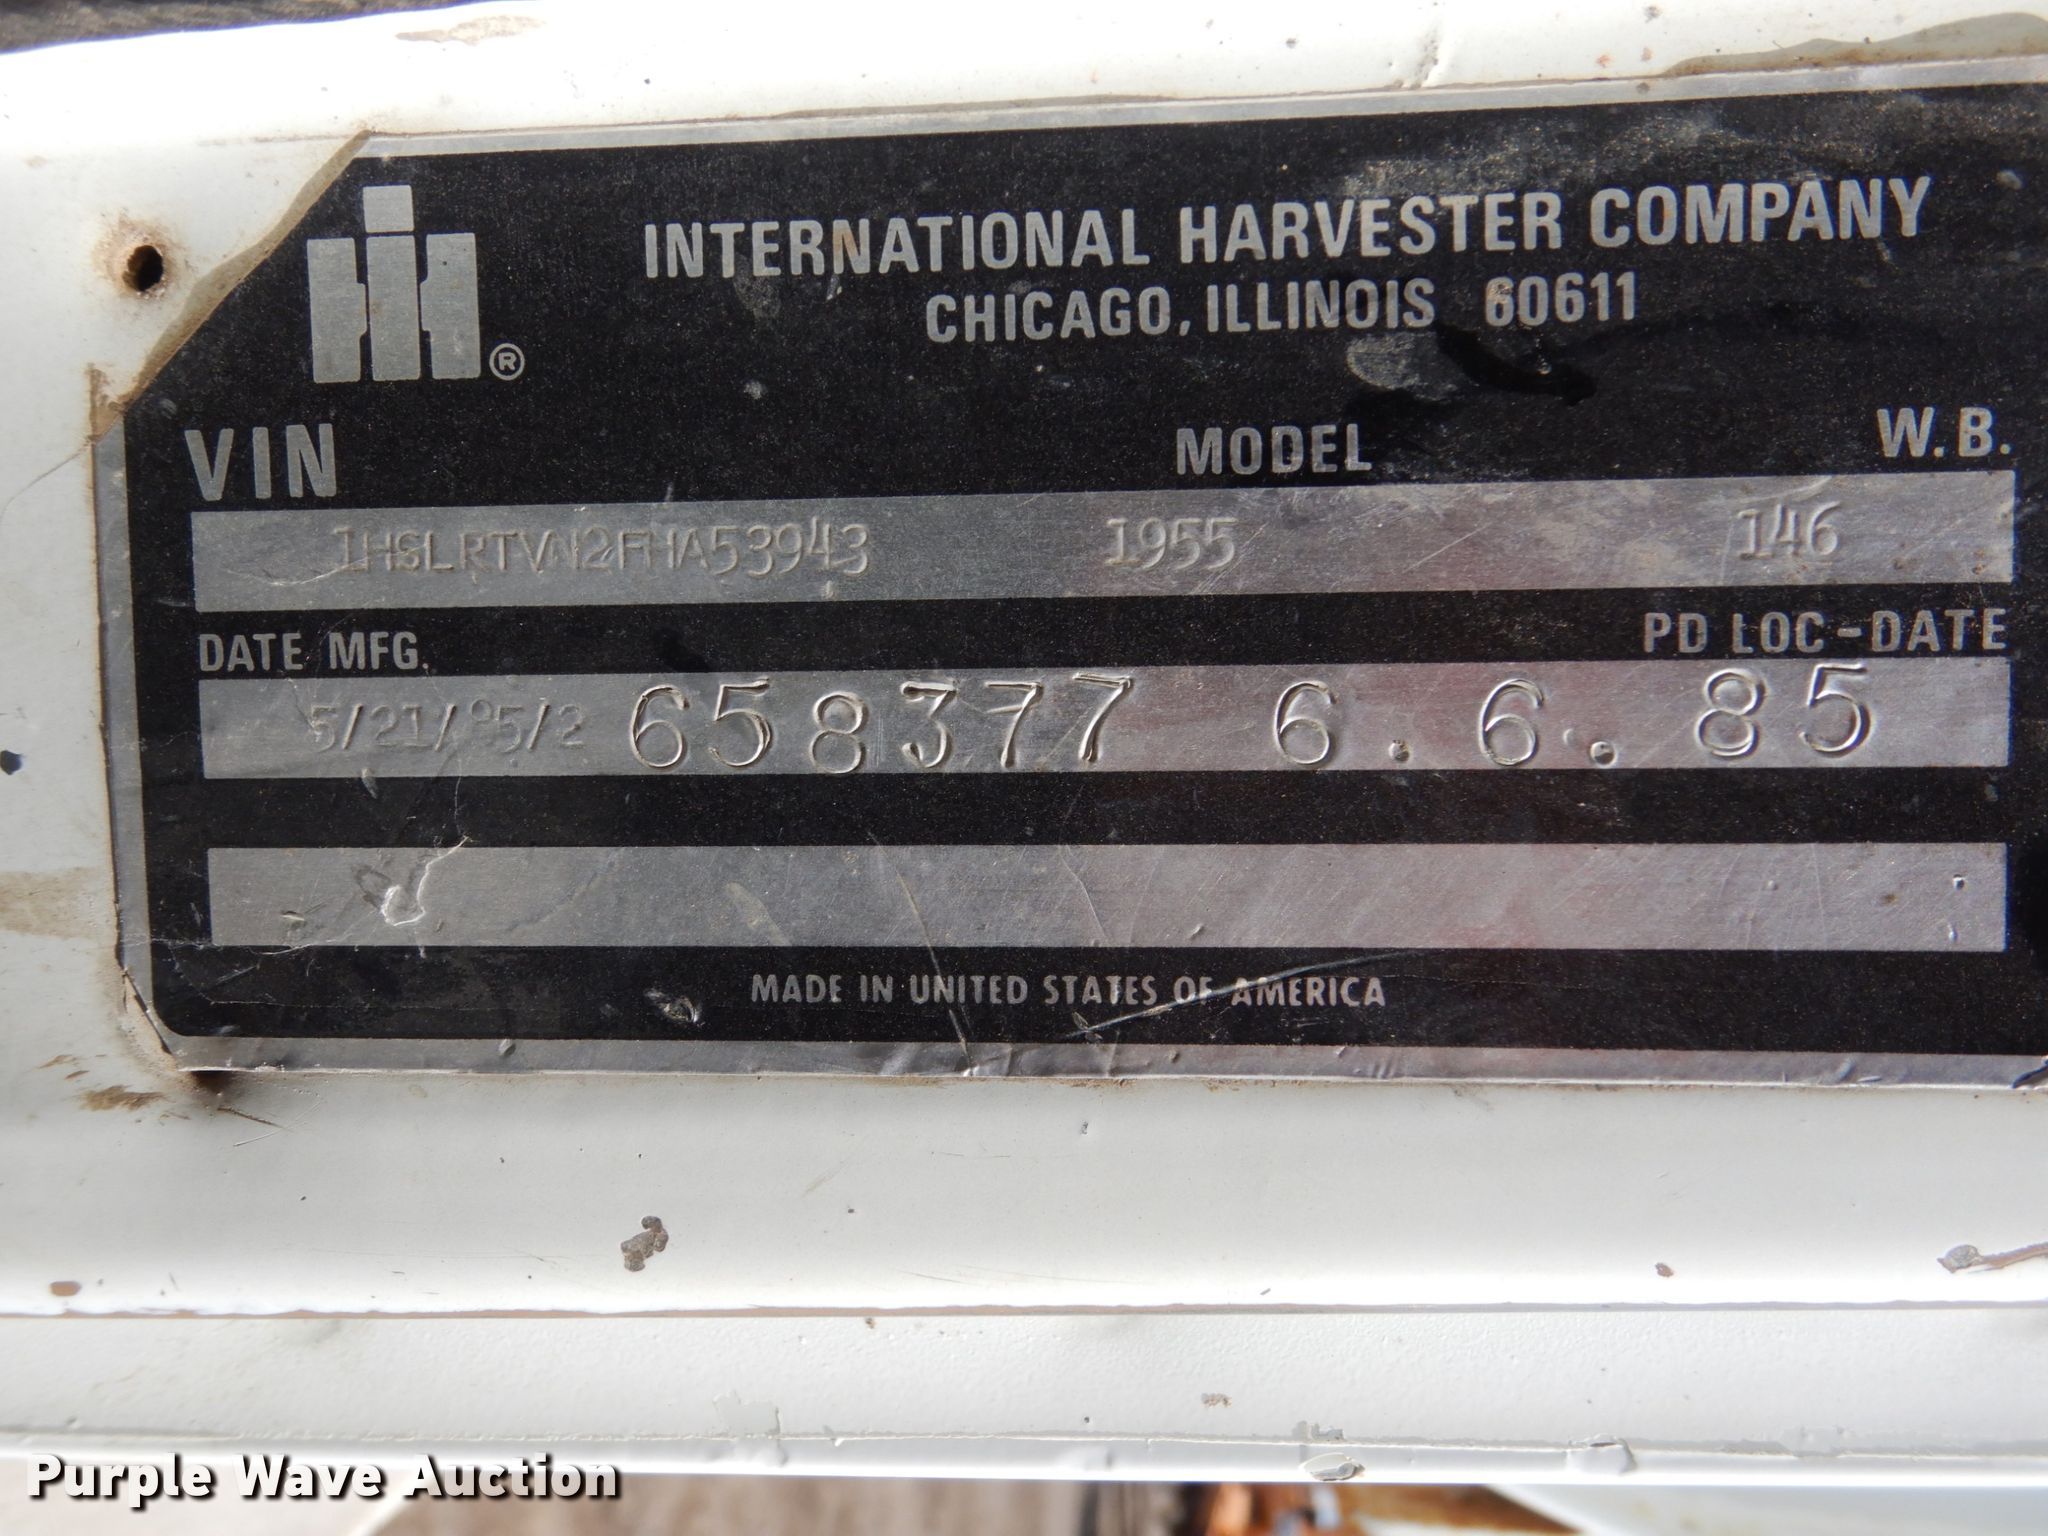 IH®
INTERNATIONAL HARVESTER COMPANY
CHICAGO, ILLINOIS 60611
VIN MODEL W.B.
1HSLRTVN2FHA53943 1955 146
DATE MFG. PD LOC-DATE
5/21/85/2 658377 6.6.85
MADE IN UNITED STATES OF AMERICA
Purple Wave Auction